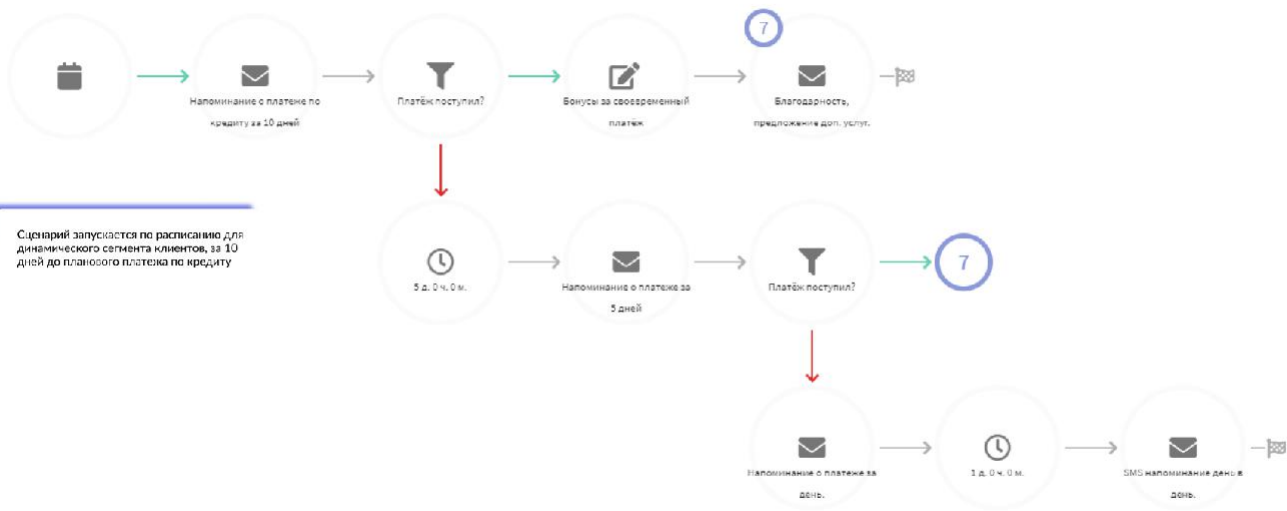 7
Напоминание о платеже по
кредиту за 10 дней
Платёж поступил?
Бонусы за своевременный
платёж
Благодарность,
предложение доп. услуг.
Сценарий запускается по расписанию для
динамического сегмента клиентов, за 10
дней до планового платежа по кредиту
5 д. 0 ч. 0 м.
Напоминание о платеже за
5 дней
Платёж поступил?
7
Напоминание о платеже за
день.
1 д. 0 ч. 0 м.
SMS напоминание день в
день.